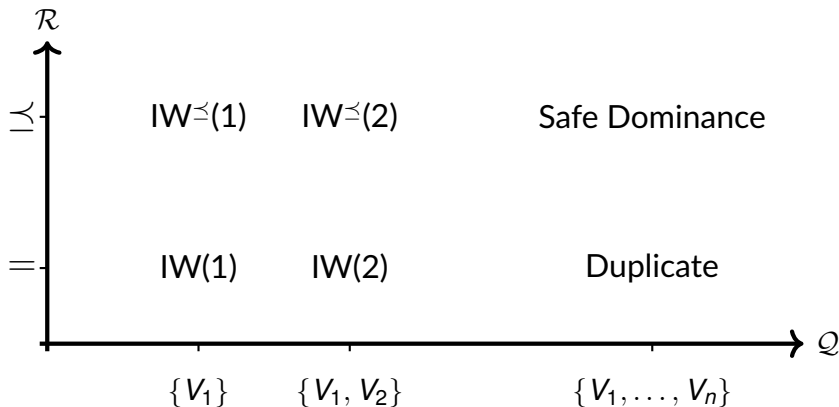 ℛ
⪯ IW⪯(1) IW⪯(2) Safe Dominance
= IW(1) IW(2) Duplicate
𝒬
{V₁} {V₁, V₂} {V₁, . . . , Vₙ}